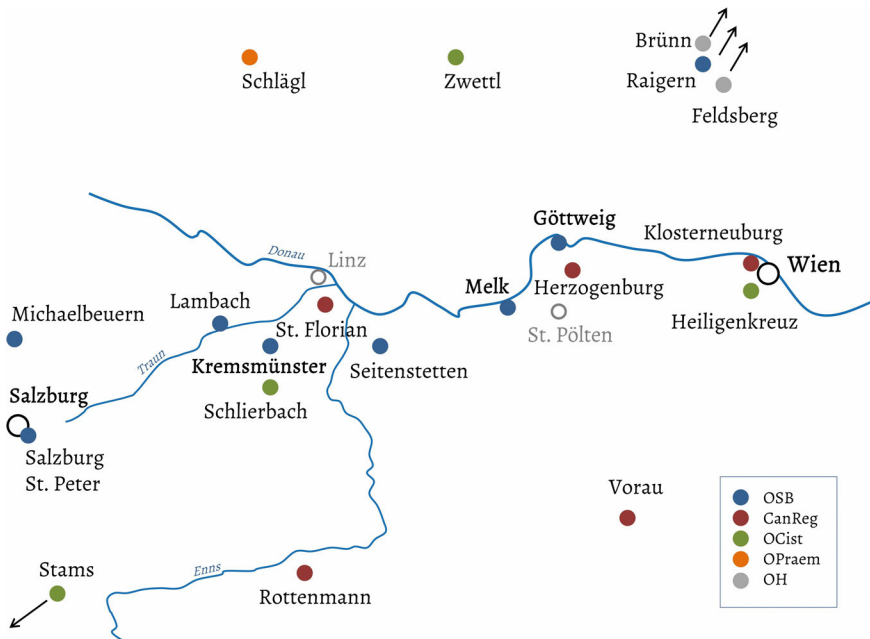 Brünn
Schlägl
Zwettl
Raigern
Feldsberg
Göttweig
Klosterneuburg
Donau
Linz
Wien
Melk
Herzogenburg
Lambach
Michaelbeuern
St. Florian
St. Pölten
Heiligenkreuz
Traun
Kremsmünster
Seitenstetten
Salzburg
Schlierbach
Salzburg
St. Peter
Vorau
OSB
CanReg
OCist
OPraem
OH
Stams
Enns
Rottenmann